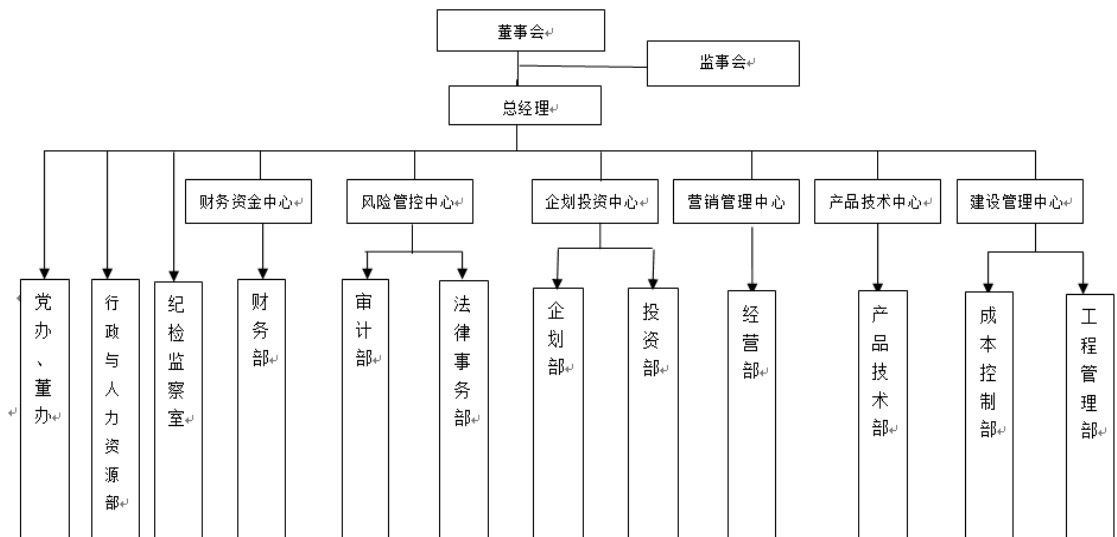 董事会
监事会
总经理
财务资金中心
风险管控中心
企划投资中心
营销管理中心
产品技术中心
建设管理中心
党办、董办
行政与人力资源部
纪检监察室
财务部
审计部
法律事务部
企划部
投资部
经营部
产品技术部
成本控制部
工程管理部